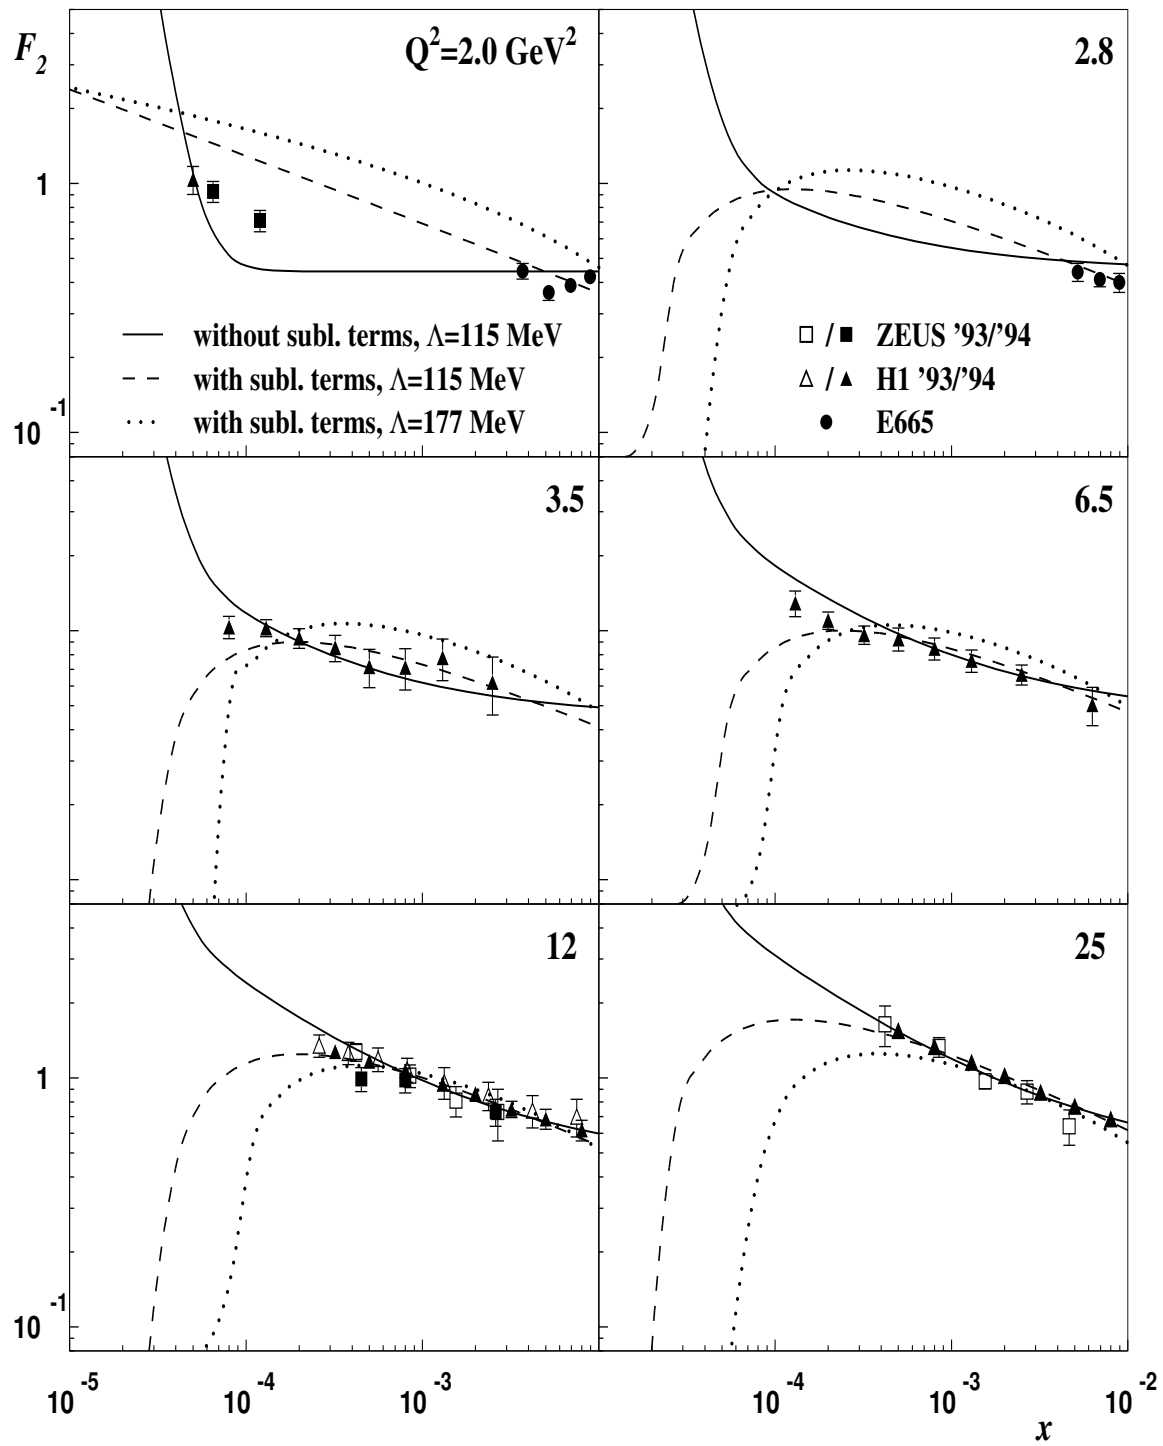 F₂
Q²=2.0 GeV²
2.8
2
1
10⁻¹
without subl. terms, Λ=115 MeV
with subl. terms, Λ=115 MeV
with subl. terms, Λ=177 MeV
□ / ■ ZEUS '93/'94
△ / ▲ H1 '93/'94
● E665
3.5
6.5
12
25
1
10⁻¹
10⁻⁵
10⁻⁴
10⁻³
10⁻⁴
10⁻³
10⁻²
x